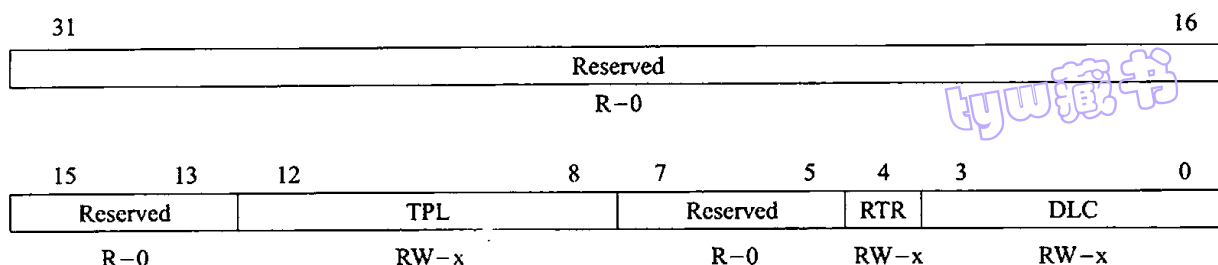 31 16
Reserved
R-0
tyw藏书
15 13 12 8 7 5 4 3 0
Reserved TPL Reserved RTR DLC
R-0 RW-x R-0 RW-x RW-x